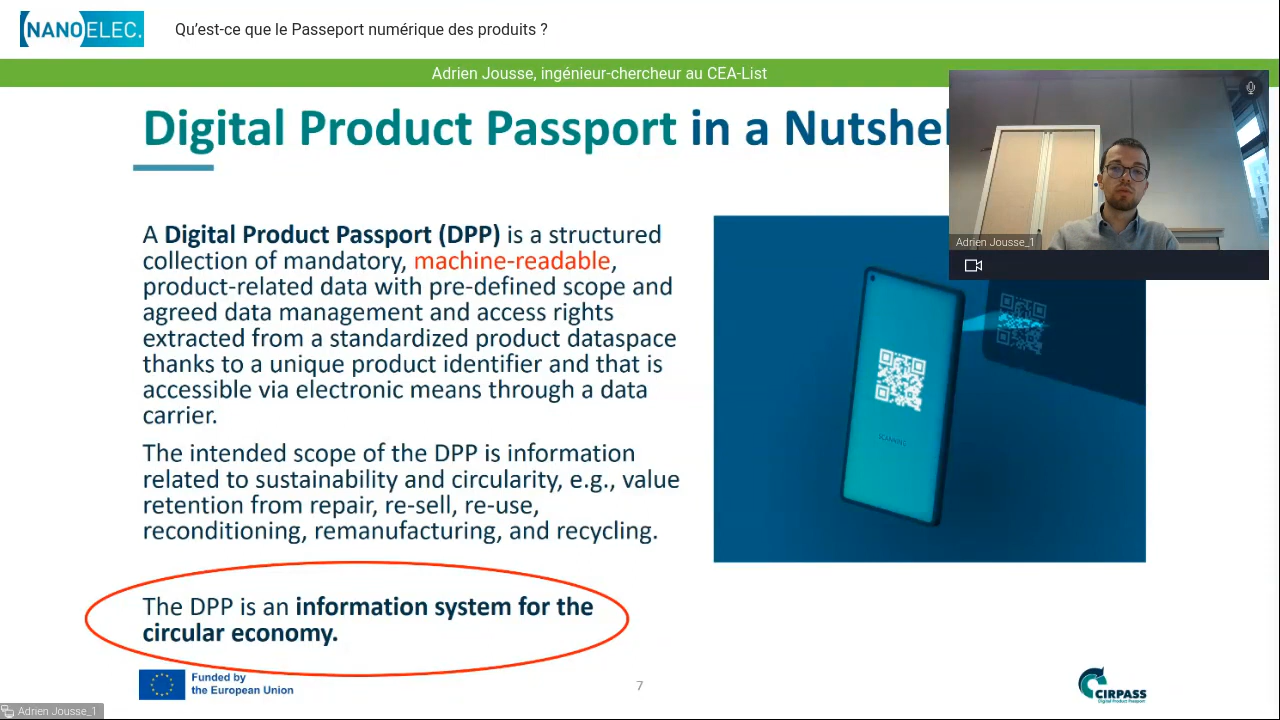 (NANO)ELEC.
Qu’est-ce que le Passeport numérique des produits ?
Adrien Jousse, ingénieur-chercheur au CEA-List
Digital Product Passport in a Nutshel
Adrien Jousse_1
A Digital Product Passport (DPP) is a structured
collection of mandatory, machine-readable,
product-related data with pre-defined scope and
agreed data management and access rights
extracted from a standardized product dataspace
thanks to a unique product identifier and that is
accessible via electronic means through a data
carrier.
The intended scope of the DPP is information
related to sustainability and circularity, e.g., value
retention from repair, re-sell, re-use,
reconditioning, remanufacturing, and recycling.
SCANNING
The DPP is an information system for the
circular economy.
Funded by
the European Union
7
CIRPASS
Digital Product Passport
Adrien Jousse_1